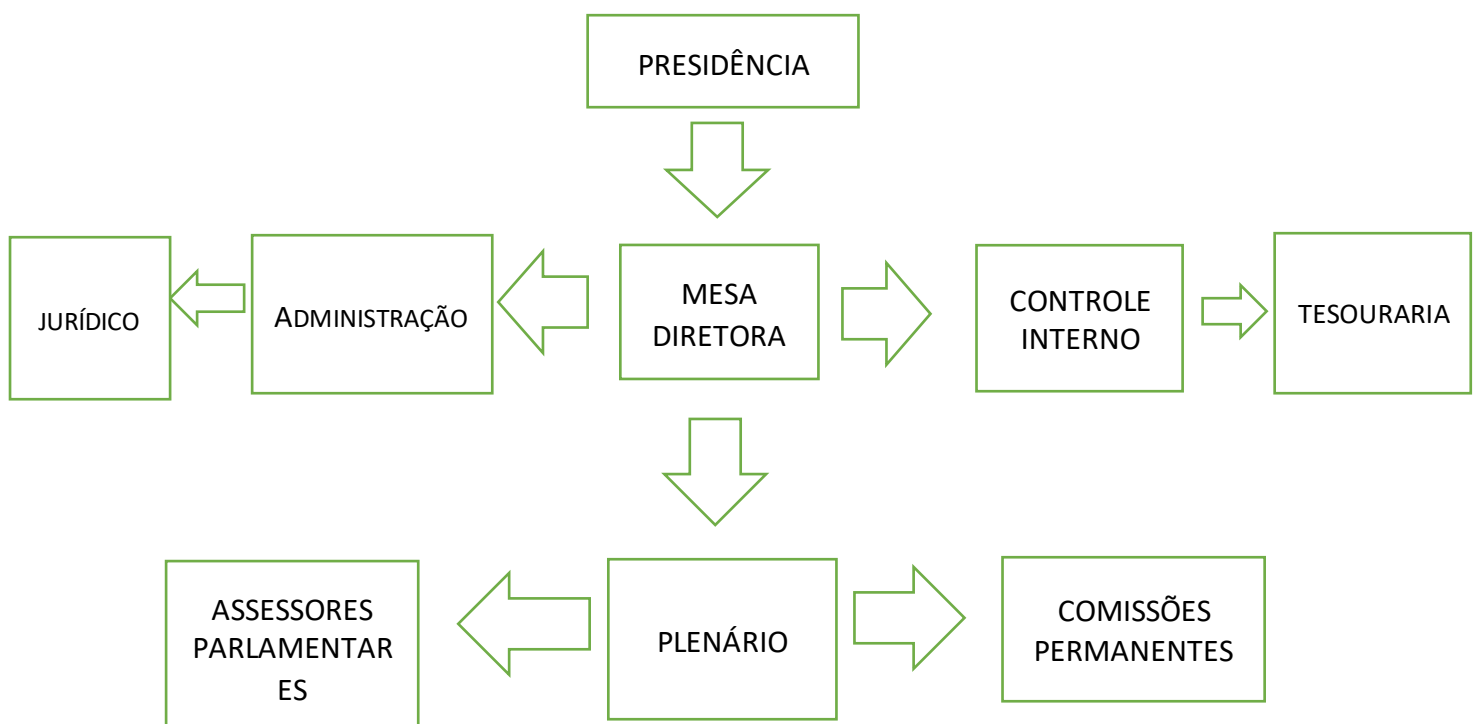 PRESIDÊNCIA
JURÍDICO
ADMINISTRAÇÃO
MESA
DIRETORA
CONTROLE
INTERNO
TESOURARIA
ASSESSORES
PARLAMENTAR
ES
PLENÁRIO
COMISSÕES
PERMANENTES